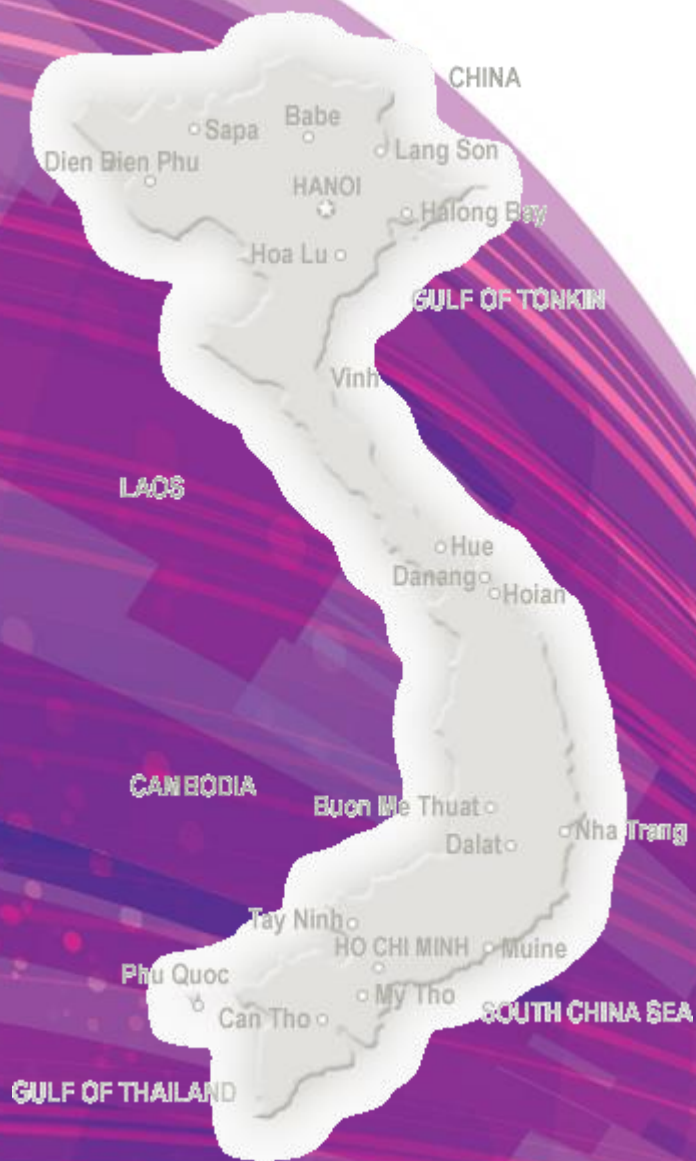 CHINA
Babe
Sapa
Lang Son
Dien Bien Phu
HANOI
Halong Bay
Hoa Lu
GULF OF TONKIN
Vinh
LAOS
Hue
Danang
Hoian
CAMBODIA
Buon Me Thuat
Nha Trang
Dalat
Tay Ninh
HO CHI MINH
Muine
Phu Quoc
My Tho
SOUTH CHINA SEA
Can Tho
GULF OF THAILAND